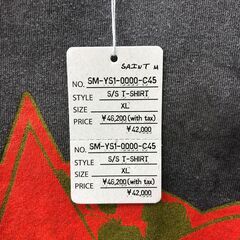 SAINT M
NO. SM-YS1-0000-C45
STYLE S/S T-SHIRT
SIZE XL
PRICE ¥46,200 (with tax)
¥42,000
NO. SM-YS1-0000-C45
STYLE S/S T-SHIRT
SIZE XL
PRICE ¥46,200 (with tax)
¥42,000